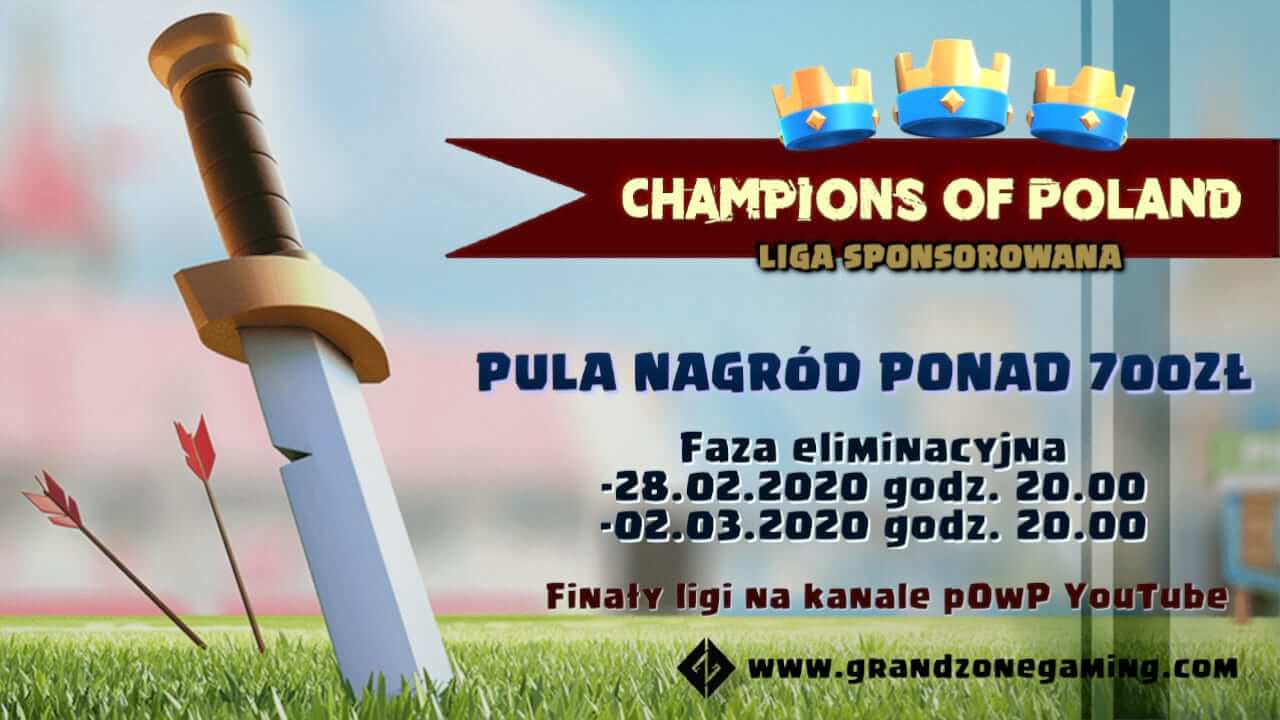 CHAMPIONS OF POLAND
LIGA SPONSOROWANA
PULA NAGRÓD PONAD 700ZŁ
Faza eliminacyjna
-28.02.2020 godz. 20.00
-02.03.2020 godz. 20.00
Finały ligi na kanale pOwP YouTube
www.grandzonegaming.com